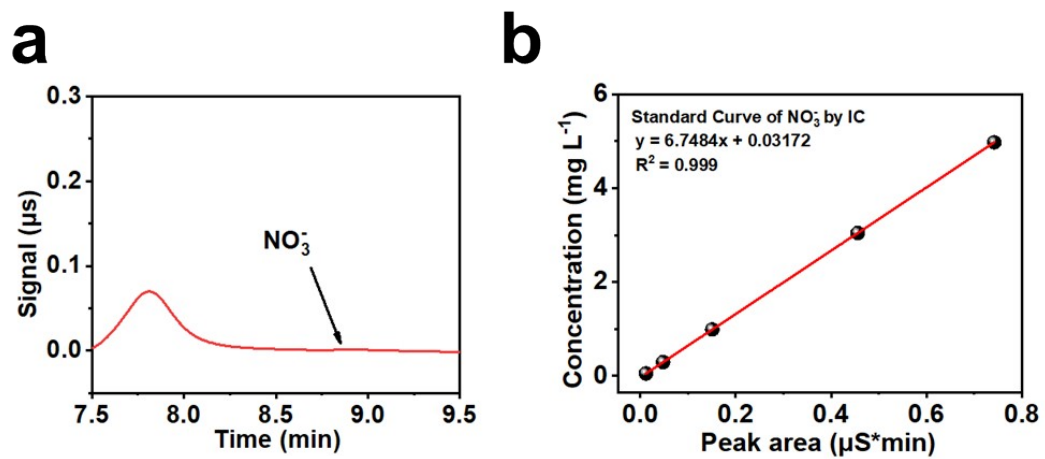 a
0.3
0.2
0.1
0.0
Signal (μs)
NO₃⁻
7.5 8.0 8.5 9.0 9.5
Time (min)
b
6
4
2
0
Concentration (mg L⁻¹)
Standard Curve of NO₃⁻ by IC
y = 6.7484x + 0.03172
R² = 0.999
0.0 0.2 0.4 0.6 0.8
Peak area (μS*min)